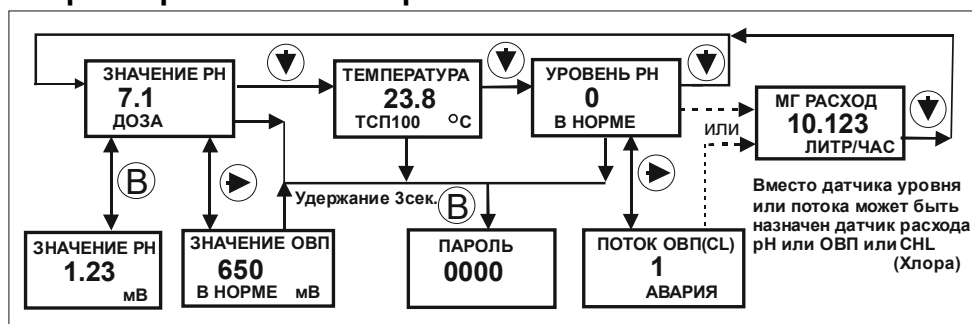 ЗНАЧЕНИЕ РН
7.1
ДОЗА
ТЕМПЕРАТУРА
23.8
ТСП100 °С
УРОВЕНЬ РН
0
В НОРМЕ
или
МГ РАСХОД
10.123
ЛИТР/ЧАС
В
Удержание 3сек.
В
ЗНАЧЕНИЕ РН
1.23
мВ
ЗНАЧЕНИЕ ОВП
650
В НОРМЕ мВ
ПАРОЛЬ
0000
ПОТОК ОВП(CL)
1
АВАРИЯ
Вместо датчика уровня
или потока может быть
назначен датчик расхода
рН или ОВП или CHL
(Хлора)